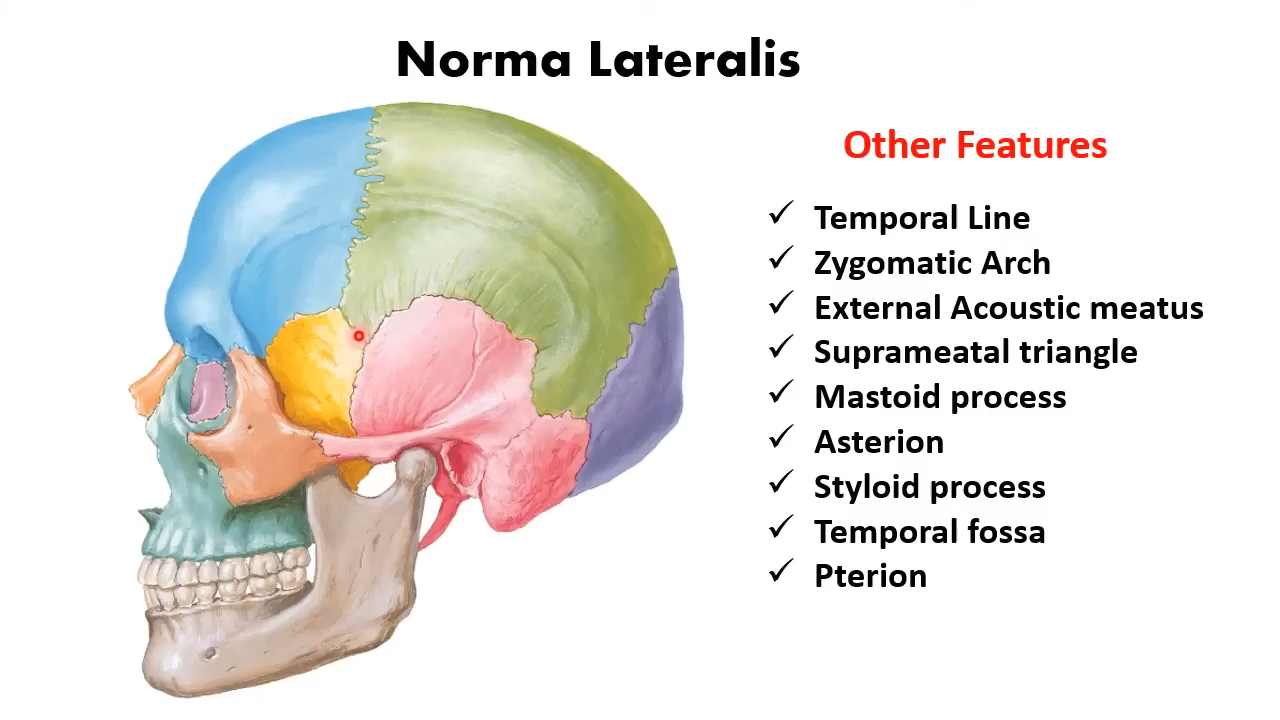 Norma Lateralis
Other Features
✓ Temporal Line
✓ Zygomatic Arch
✓ External Acoustic meatus
✓ Suprameatal triangle
✓ Mastoid process
✓ Asterion
✓ Styloid process
✓ Temporal fossa
✓ Pterion